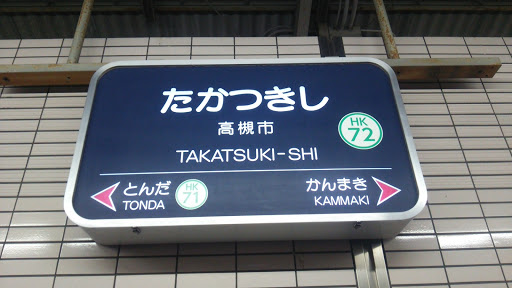 たかつきし
高槻市
HK
72
TAKATSUKI-SHI
とんだ
TONDA
HK
71
かんまき
KAMMAKI